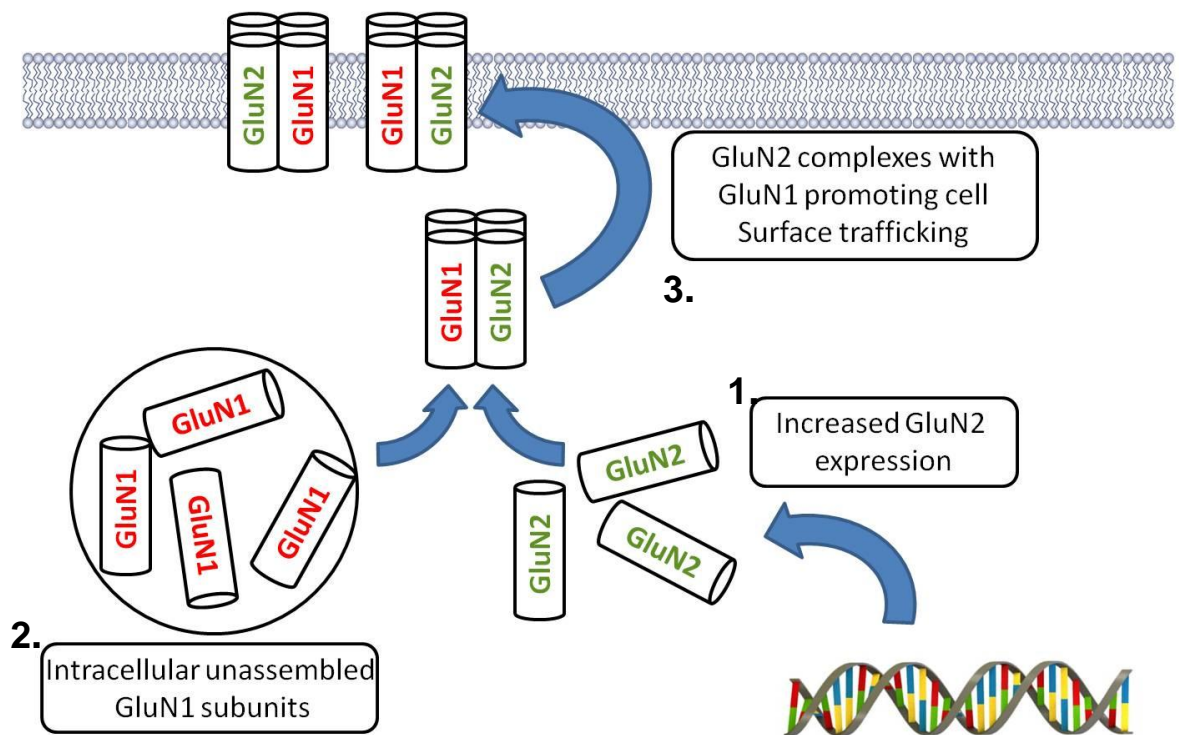 GluN2
GluN1
GluN1
GluN2
GluN2 complexes with
GluN1 promoting cell
Surface trafficking
3.
GluN1
GluN2
1.
Increased GluN2
expression
GluN1
GluN1
GluN1
GluN1
GluN2
GluN2
GluN2
2.
Intracellular unassembled
GluN1 subunits